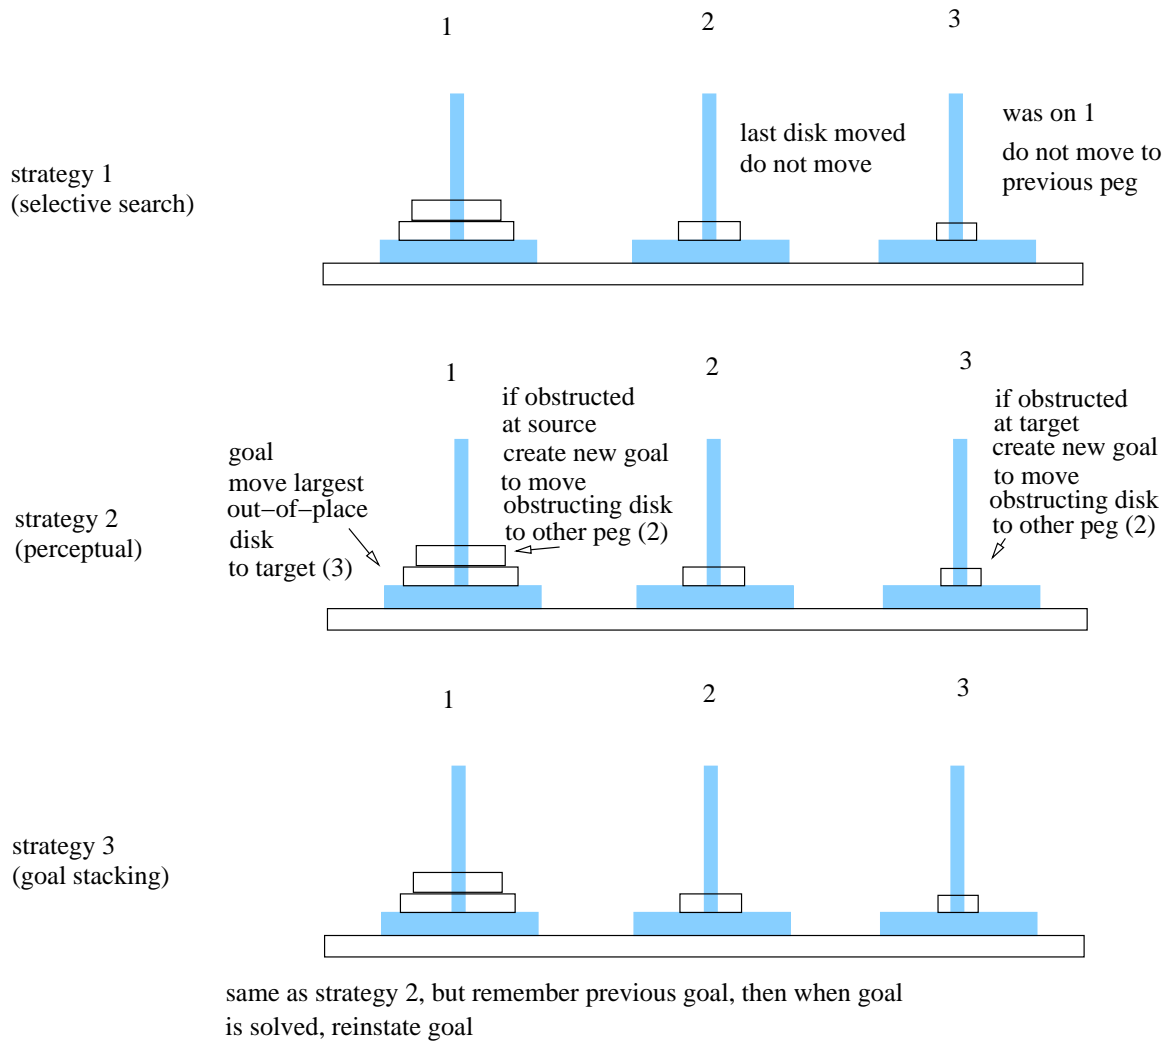 1
2
3
strategy 1
(selective search)
last disk moved
do not move
was on 1
do not move to
previous peg
1
2
3
strategy 2
(perceptual)
goal
move largest
out−of−place
disk
to target (3)
if obstructed
at source
create new goal
to move
obstructing disk
to other peg (2)
if obstructed
at target
create new goal
to move
obstructing disk
to other peg (2)
1
2
3
strategy 3
(goal stacking)
same as strategy 2, but remember previous goal, then when goal
is solved, reinstate goal